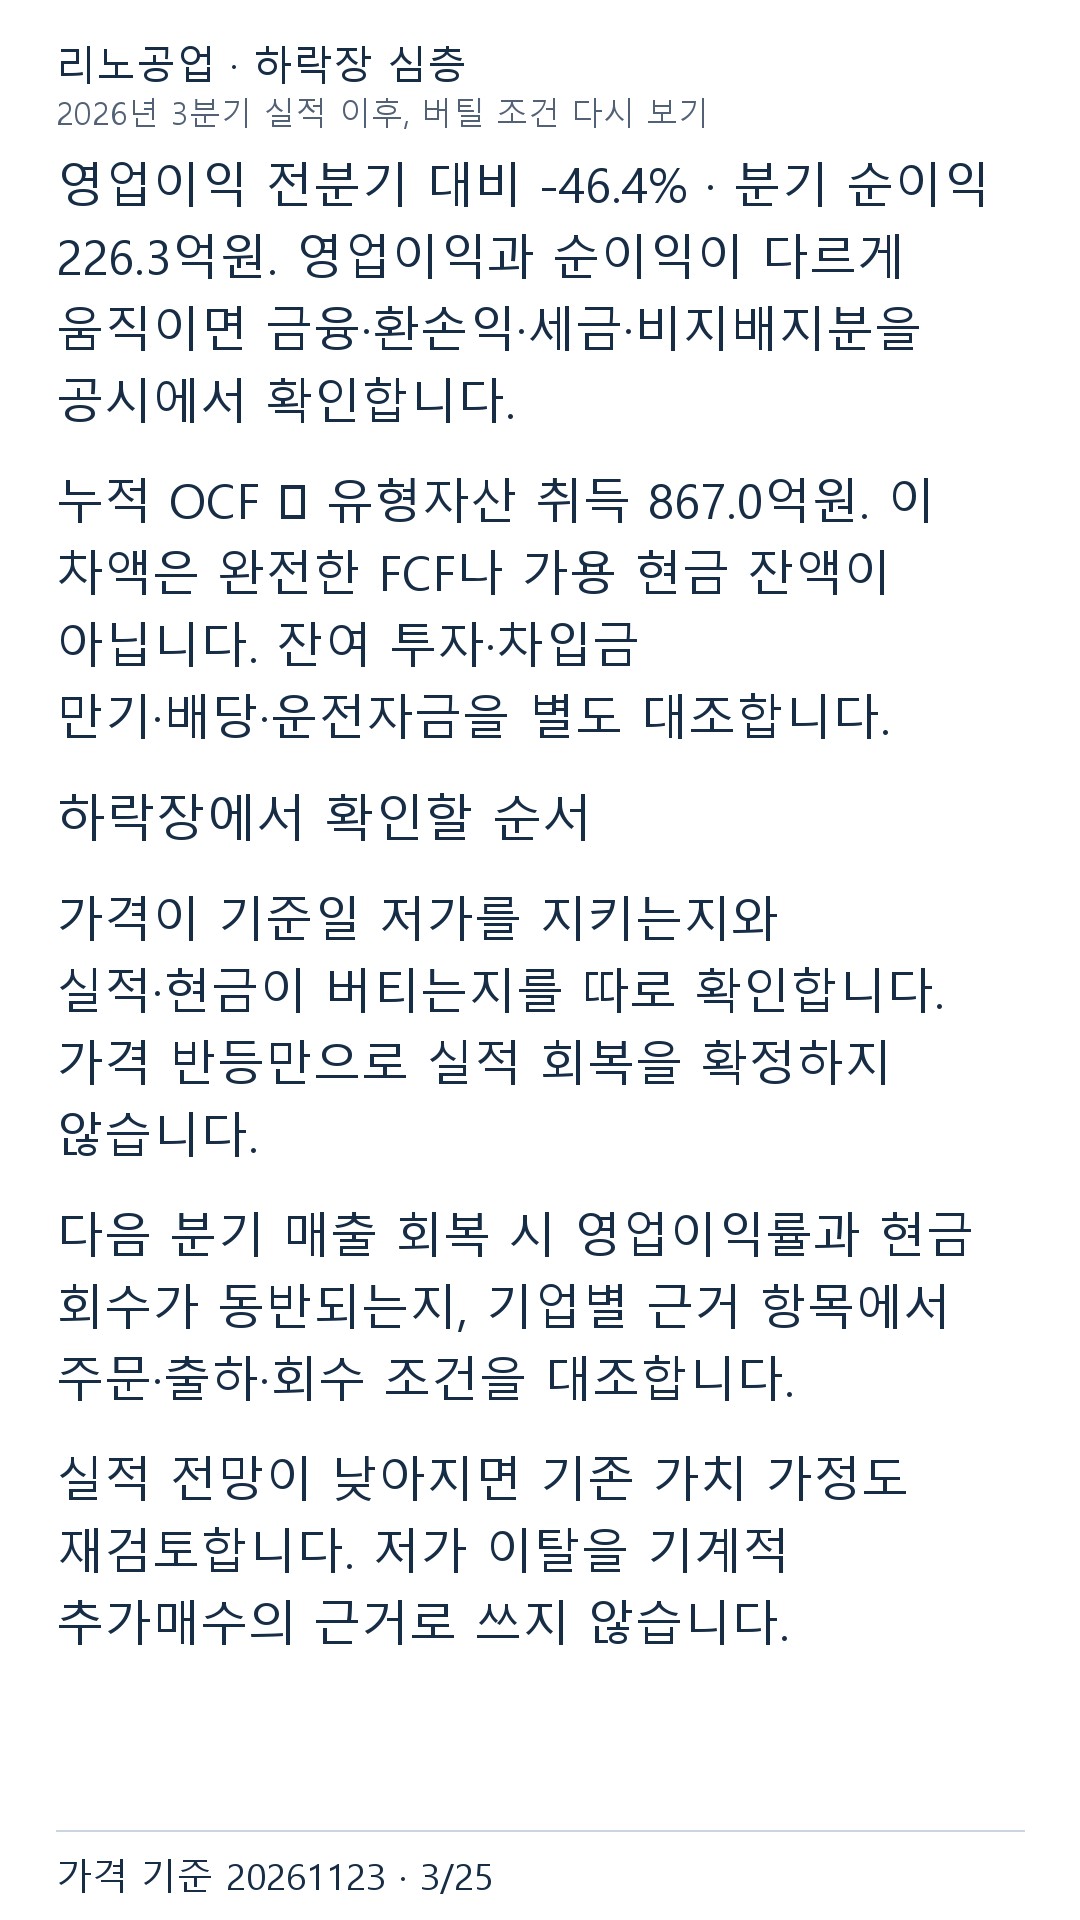 리노공업 · 하락장 심층
2026년 3분기 실적 이후, 버틸 조건 다시 보기
영업이익 전분기 대비 -46.4% · 분기 순이익
226.3억원. 영업이익과 순이익이 다르게
움직이면 금융·환손익·세금·비지배지분을
공시에서 확인합니다.
누적 OCF □ 유형자산 취득 867.0억원. 이
차액은 완전한 FCF나 가용 현금 잔액이
아닙니다. 잔여 투자·차입금
만기·배당·운전자금을 별도 대조합니다.
하락장에서 확인할 순서
가격이 기준일 저가를 지키는지와
실적·현금이 버티는지를 따로 확인합니다.
가격 반등만으로 실적 회복을 확정하지
않습니다.
다음 분기 매출 회복 시 영업이익률과 현금
회수가 동반되는지, 기업별 근거 항목에서
주문·출하·회수 조건을 대조합니다.
실적 전망이 낮아지면 기존 가치 가정도
재검토합니다. 저가 이탈을 기계적
추가매수의 근거로 쓰지 않습니다.
가격 기준 20261123 · 3/25